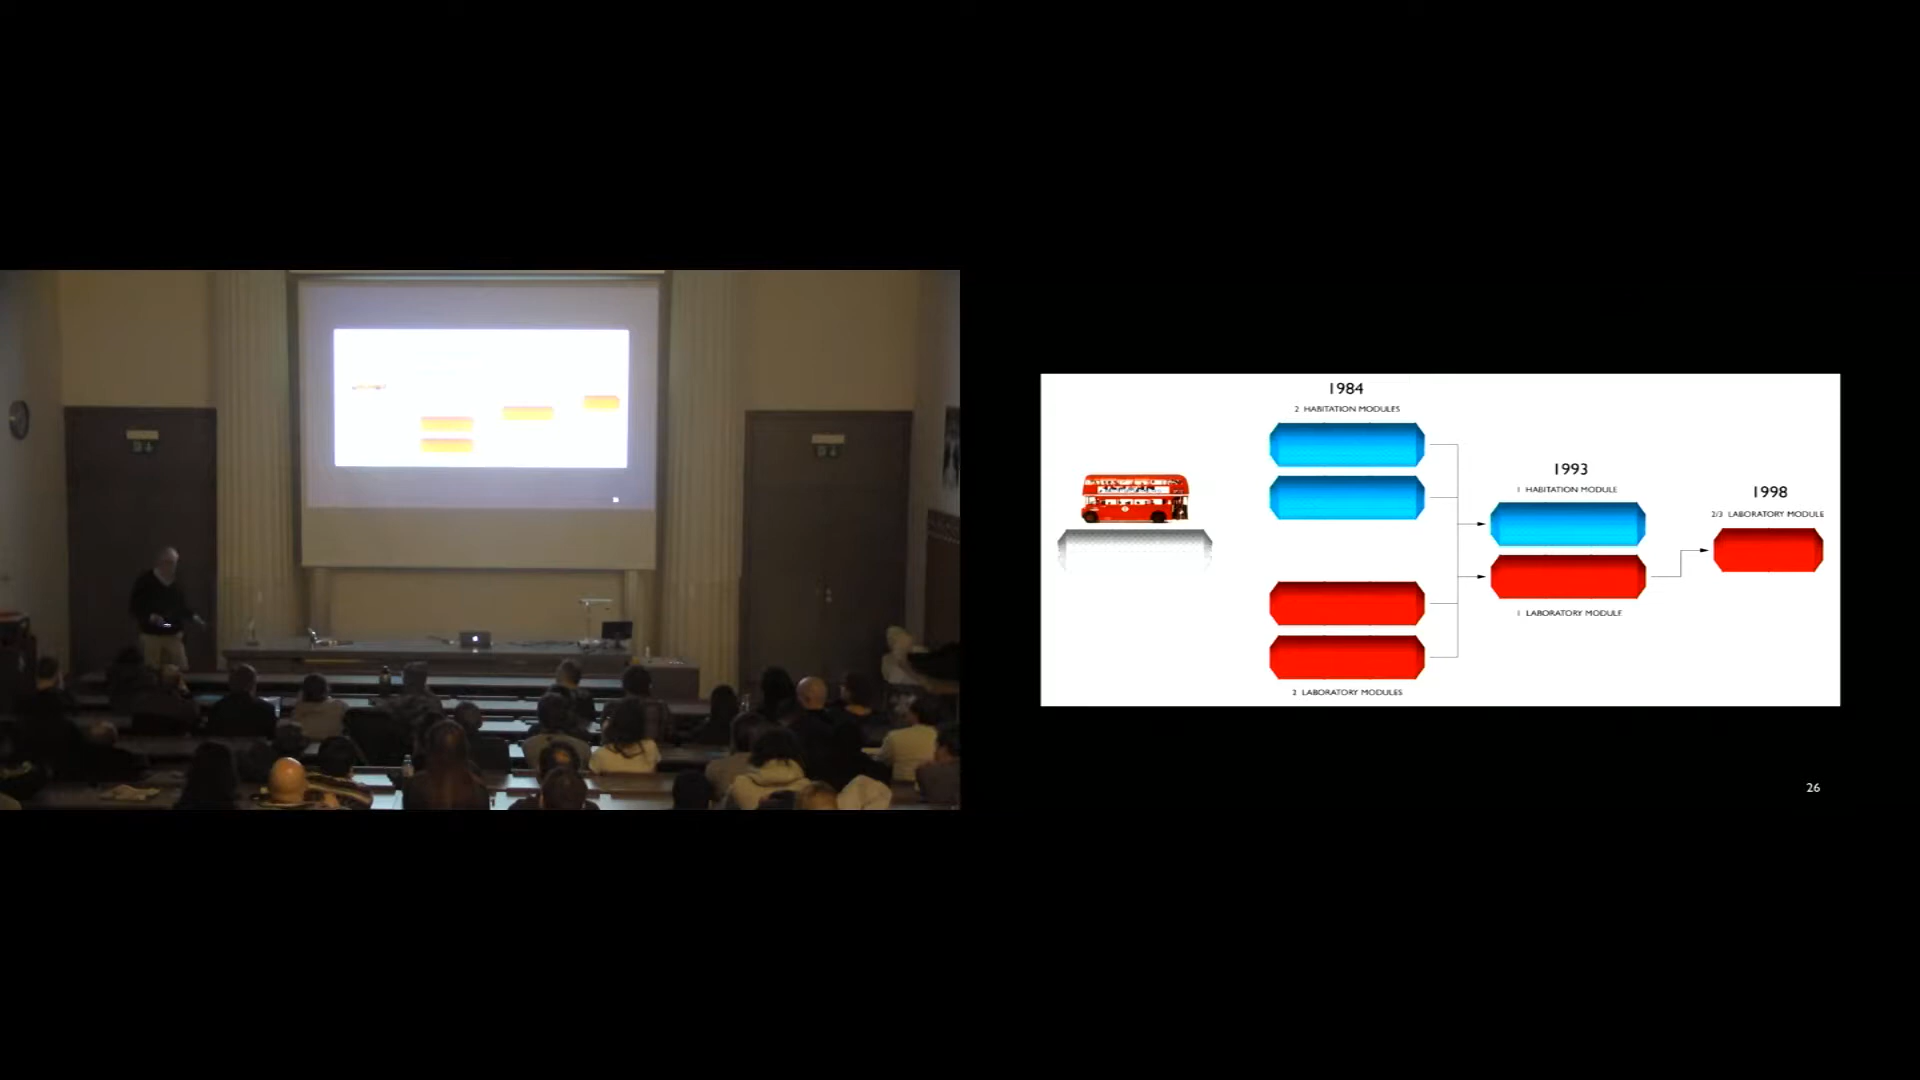 1984
2 HABITATION MODULES
1993
1 HABITATION MODULE
1998
2/3 LABORATORY MODULE
1 LABORATORY MODULE
2 LABORATORY MODULES
26